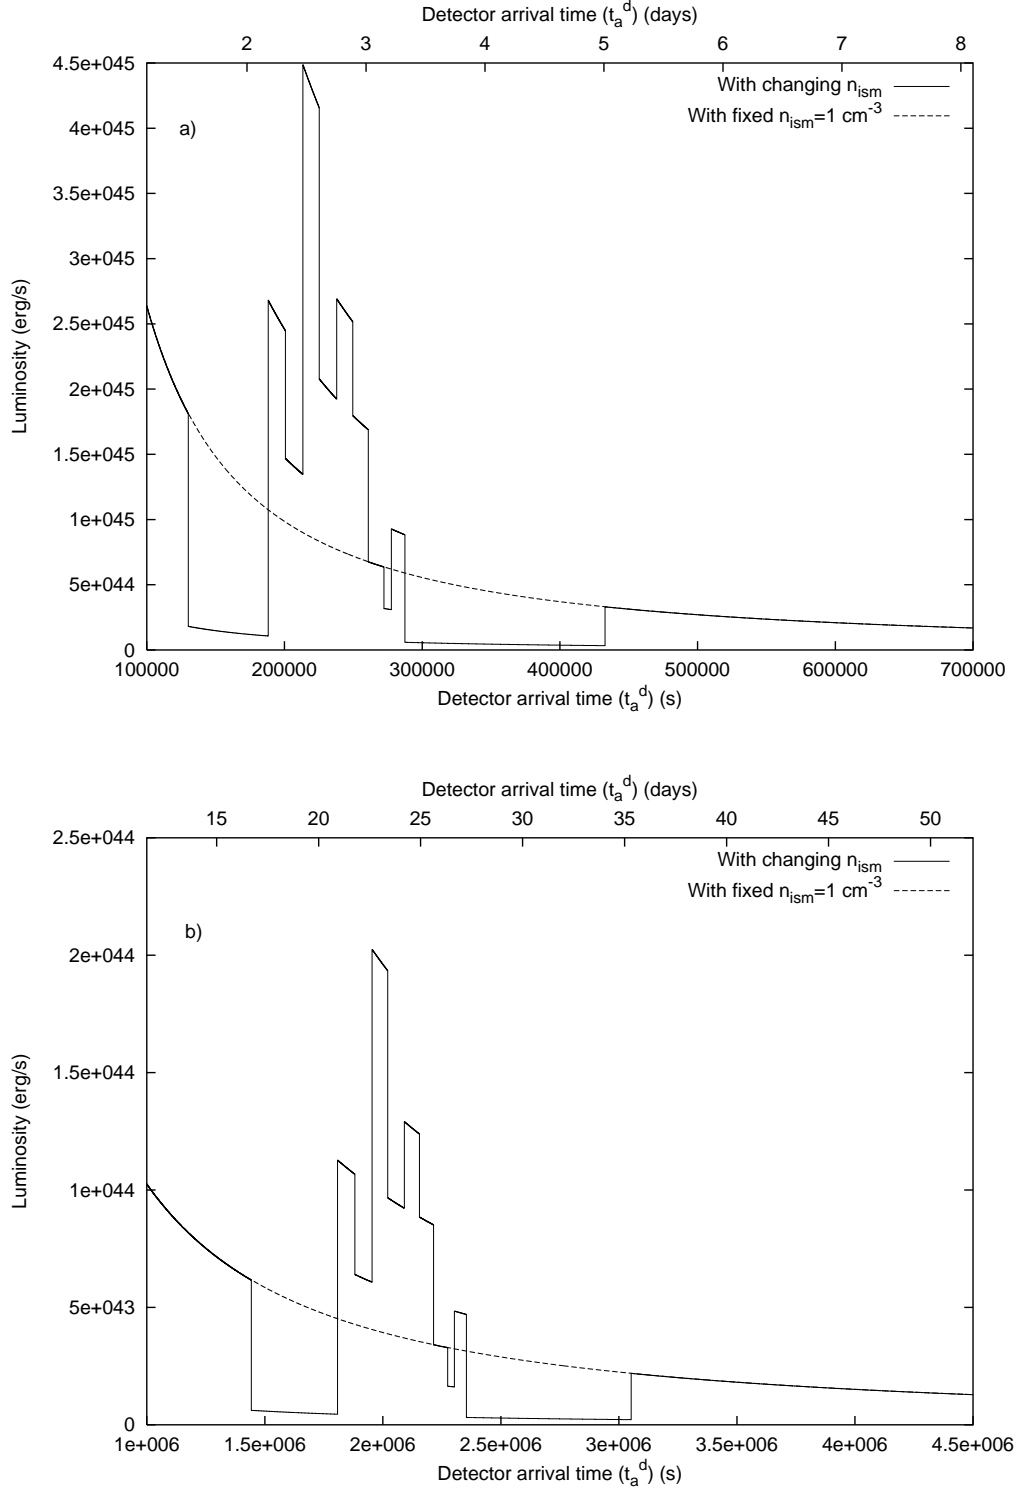 Detector arrival time (t_a^d) (days)
2 3 4 5 6 7 8
4.5e+045
With changing n_ism
With fixed n_ism=1 cm^-3
a)
4e+045
3.5e+045
3e+045
2.5e+045
2e+045
1.5e+045
1e+045
5e+044
0
Luminosity (erg/s)
100000 200000 300000 400000 500000 600000 700000
Detector arrival time (t_a^d) (s)
Detector arrival time (t_a^d) (days)
15 20 25 30 35 40 45 50
2.5e+044
With changing n_ism
With fixed n_ism=1 cm^-3
b)
2e+044
1.5e+044
1e+044
5e+043
0
Luminosity (erg/s)
1e+006 1.5e+006 2e+006 2.5e+006 3e+006 3.5e+006 4e+006 4.5e+006
Detector arrival time (t_a^d) (s)